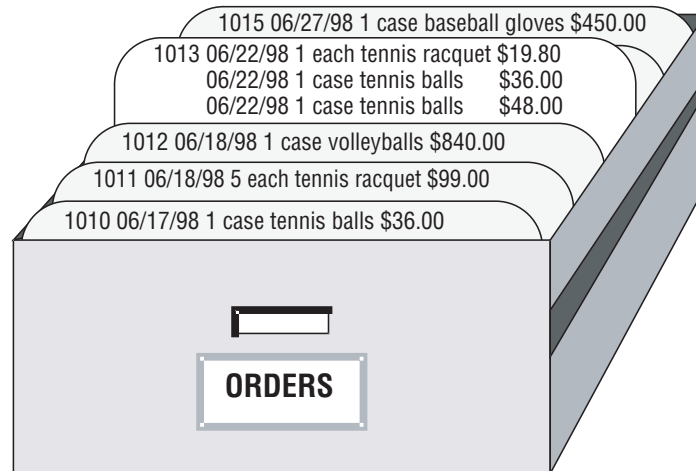 1015 06/27/98 1 case baseball gloves $450.00
1013 06/22/98 1 each tennis racquet $19.80
06/22/98 1 case tennis balls $36.00
06/22/98 1 case tennis balls $48.00
1012 06/18/98 1 case volleyballs $840.00
1011 06/18/98 5 each tennis racquet $99.00
1010 06/17/98 1 case tennis balls $36.00
ORDERS